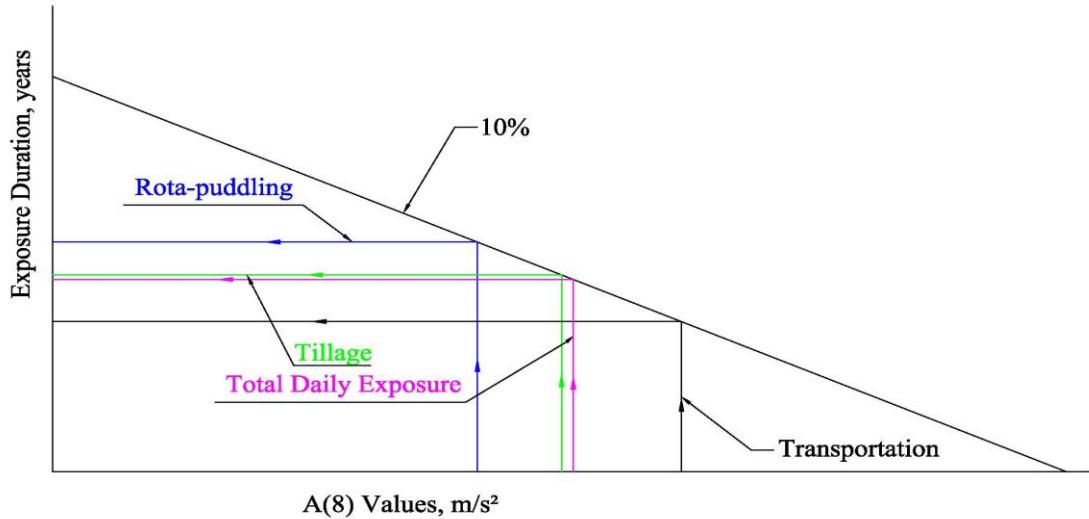 Exposure Duration, years
10%
Rota-puddling
Tillage
Total Daily Exposure
Transportation
A(8) Values, m/s²